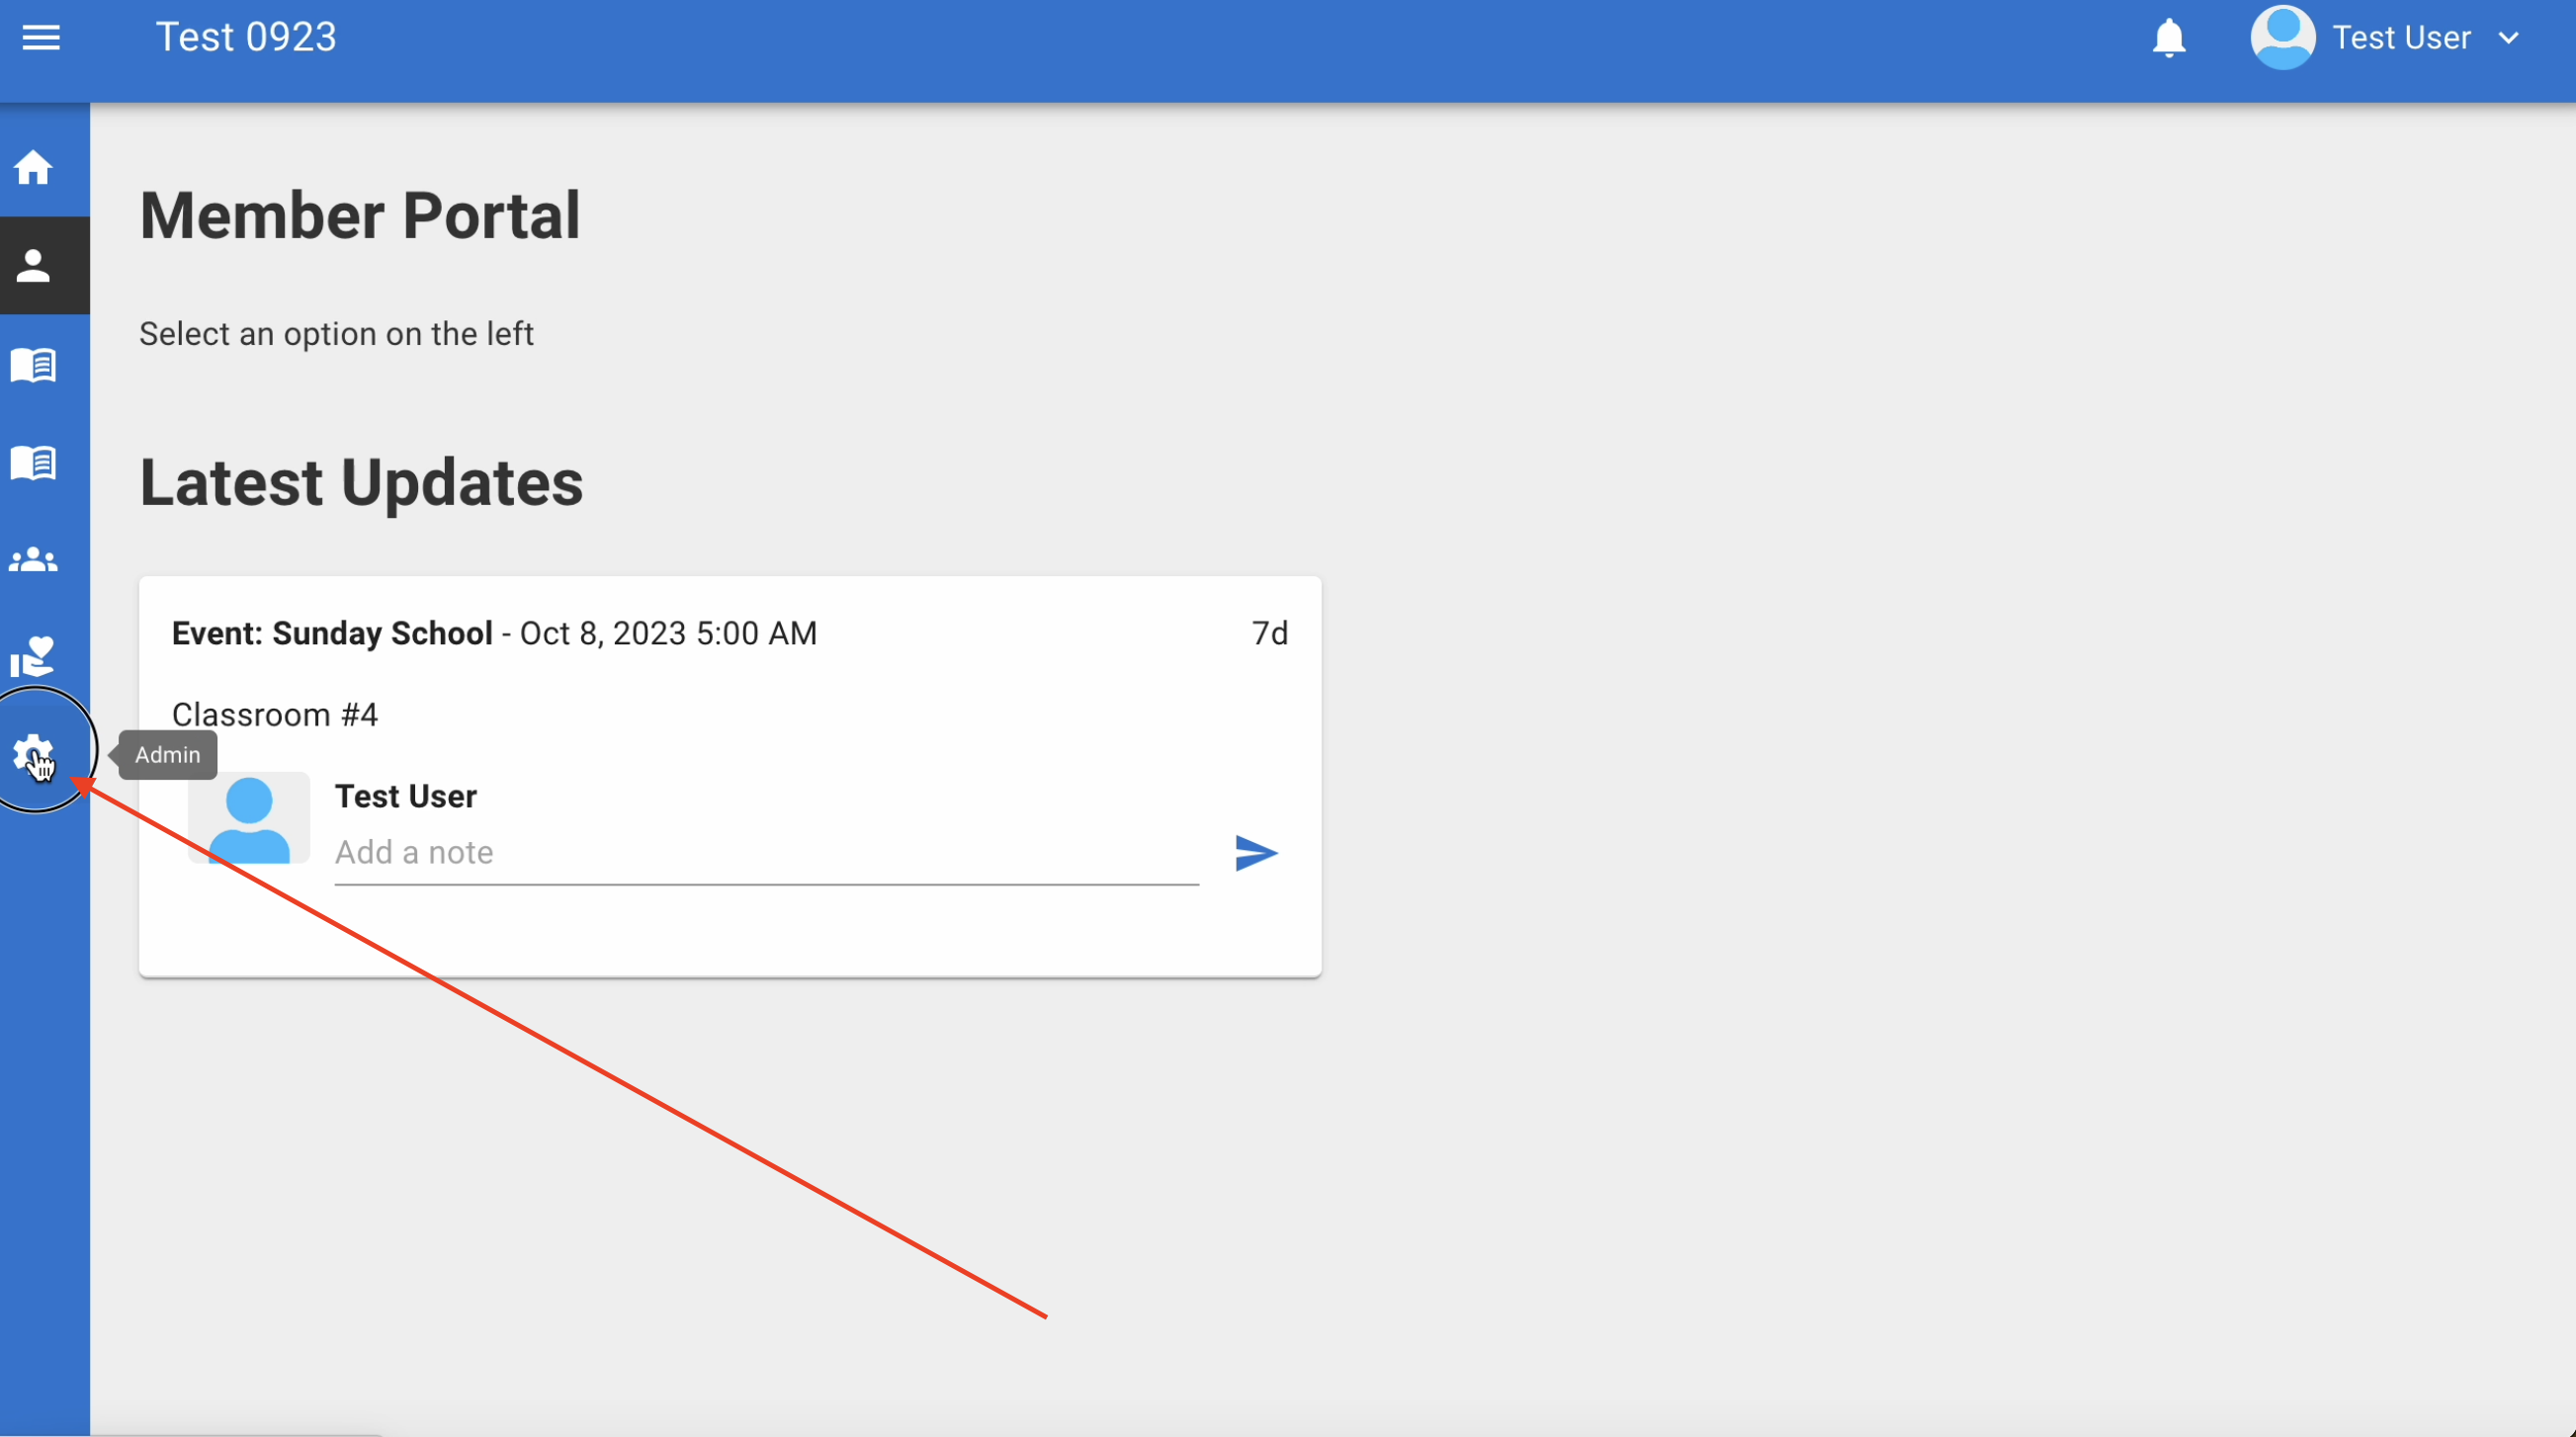 Test 0923
Test User
Member Portal
Select an option on the left
Latest Updates
Event: Sunday School - Oct 8, 2023 5:00 AM 7d
Classroom #4
Admin
Test User
Add a note